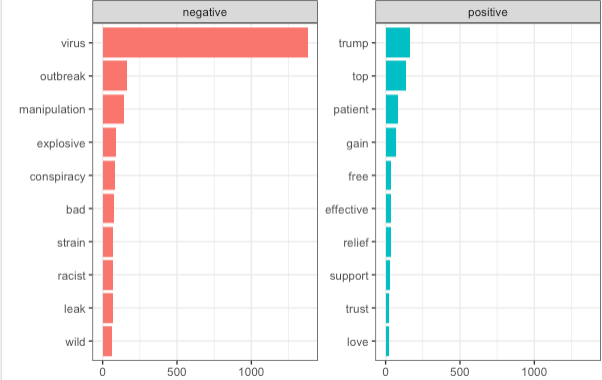 negative
virus
outbreak
manipulation
explosive
conspiracy
bad
strain
racist
leak
wild
0 500 1000
positive
trump
top
patient
gain
free
effective
relief
support
trust
love
0 500 1000